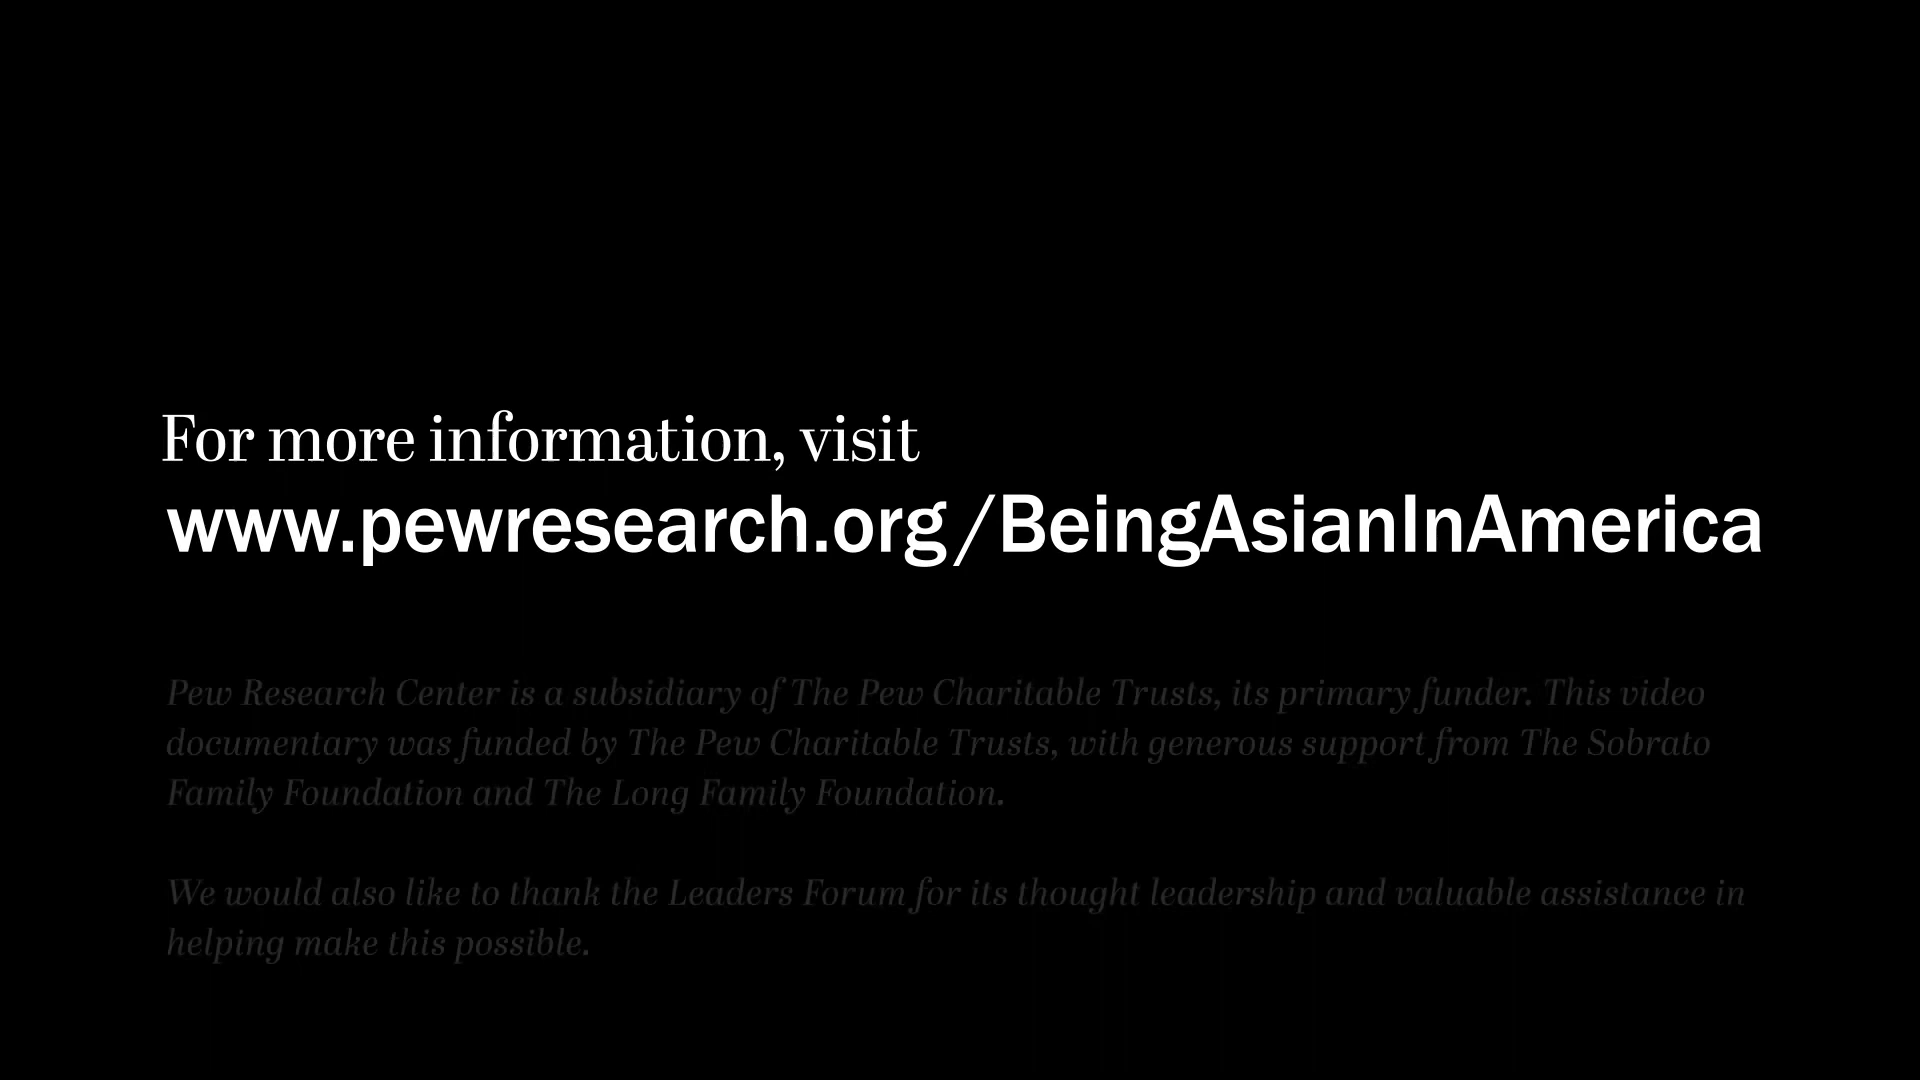 For more information, visit
www.pewresearch.org/BeingAsianInAmerica
Pew Research Center is a subsidiary of The Pew Charitable Trusts, its primary funder. This video
documentary was funded by The Pew Charitable Trusts, with generous support from The Sobrato
Family Foundation and The Long Family Foundation.
We would also like to thank the Leaders Forum for its thought leadership and valuable assistance in
helping make this possible.